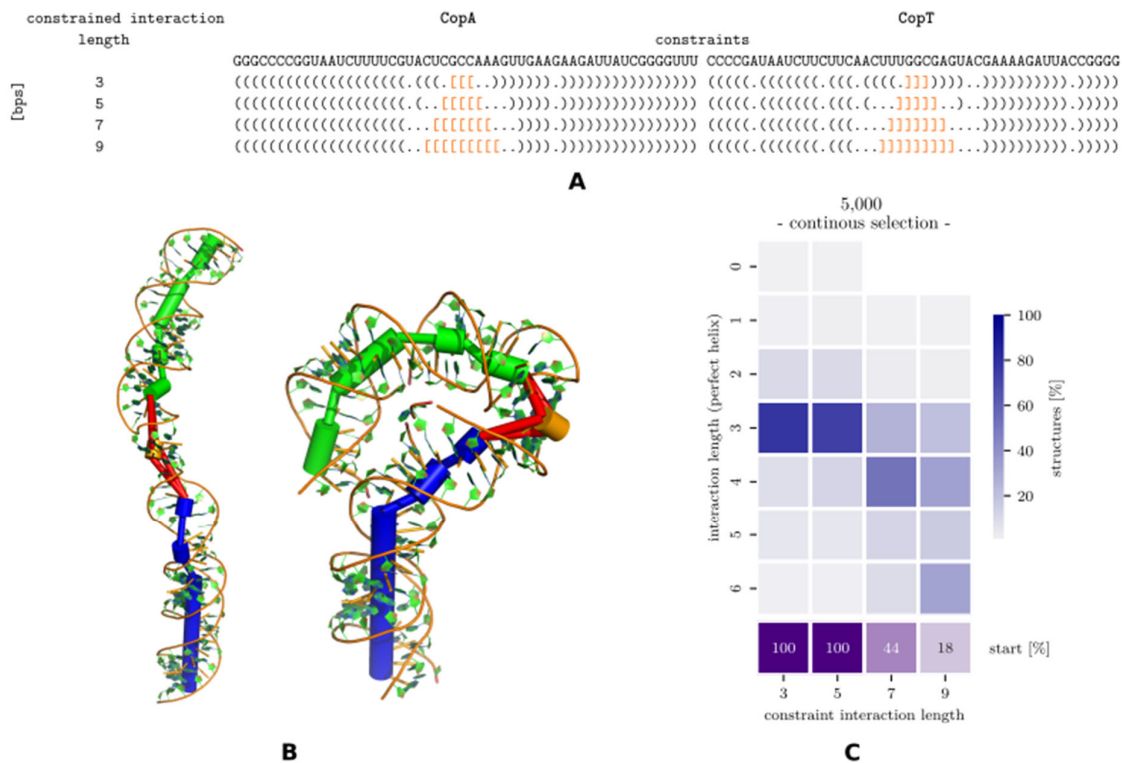 constrained interaction
length
CopA
CopT
constraints
GGGCCCCGGUAAUCUUUUCGUACUCGCCAAAGUUGAAGAAGAUUAUCGGGGUUU CCCCGAUAAUCUUCUUCAACUUUGGCGAGUACGAAAAGAUUACCGGGG
[bps]
3 ((((((((((((((((((((.(((.[[[..))))))).)))))))))))))))) (((((.(((((((.(((.((((.]]]..))))))))))))))).))))
5 ((((((((((((((((((((.(..[[[[[...))))).)))))))))))))))) (((((.(((((((.(((.(...]]]]]..)..))))))))))).))))
7 ((((((((((((((((((((...[[[[[[[...)))).)))))))))))))))) (((((.(((((((.(((....]]]]]]]....))))))))))).))))
9 ((((((((((((((((((((..[[[[[[[[[..)))).)))))))))))))))) (((((.(((((((.(((...]]]]]]]]]...))))))))))).))))
A
5,000
- continous selection -
interaction length (perfect helix)
0
1
2
3
4
5
6
100
80
60
40
20
structures [%]
100 100 44 18 start [%]
3 5 7 9
constraint interaction length
B
C